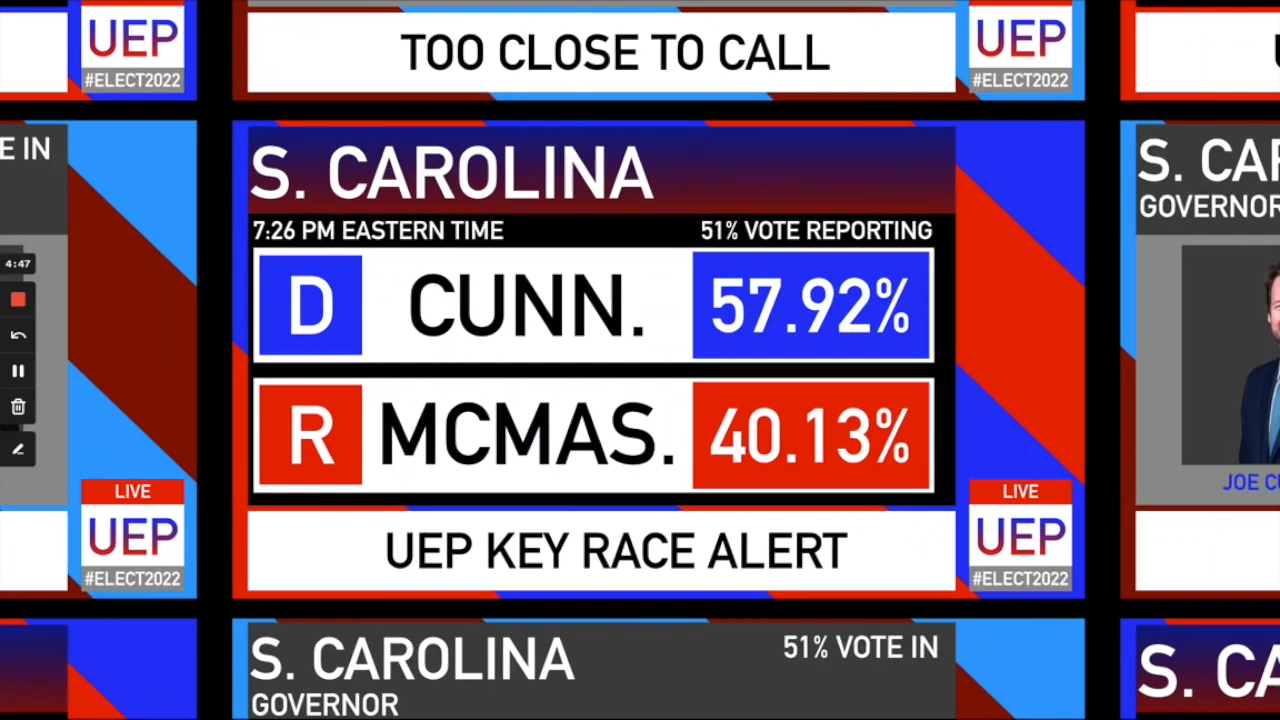 UEP
#ELECT2022
TOO CLOSE TO CALL
UEP
#ELECT2022
E IN
S. CAROLINA
7:26 PM EASTERN TIME
51% VOTE REPORTING
D CUNN. 57.92%
R MCMAS. 40.13%
UEP KEY RACE ALERT
LIVE
UEP
#ELECT2022
4:47
LIVE
UEP
#ELECT2022
S. CAR
GOVERNOR
JOE CU
S. CAROLINA
51% VOTE IN
GOVERNOR
S. CA